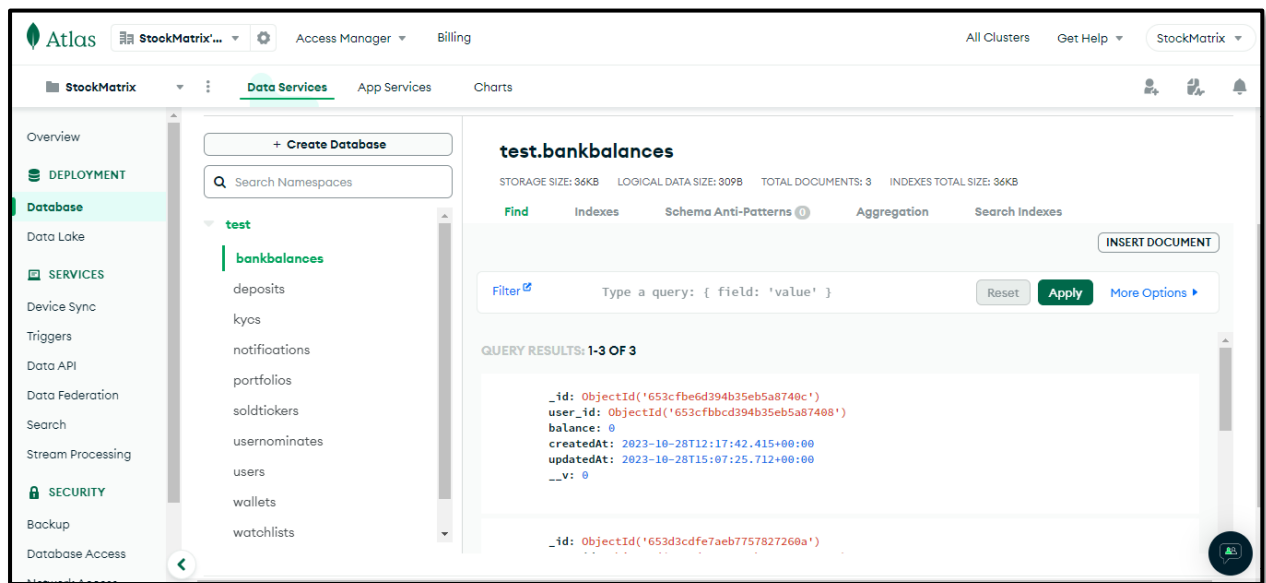 Atlas StockMatrix'... Access Manager Billing All Clusters Get Help StockMatrix
StockMatrix Data Services App Services Charts
Overview
DEPLOYMENT
Database
Data Lake
SERVICES
Device Sync
Triggers
Data API
Data Federation
Search
Stream Processing
SECURITY
Backup
Database Access
Network Access
+ Create Database
Search Namespaces
test
bankbalances
deposits
kycs
notifications
portfolios
soldtickers
usernominates
users
wallets
watchlists
test.bankbalances
STORAGE SIZE: 36KB LOGICAL DATA SIZE: 309B TOTAL DOCUMENTS: 3 INDEXES TOTAL SIZE: 36KB
Find Indexes Schema Anti-Patterns 0 Aggregation Search Indexes
INSERT DOCUMENT
Filter Type a query: { field: 'value' } Reset Apply More Options
QUERY RESULTS: 1-3 OF 3
_id: ObjectId('653cfbe6d394b35eb5a8740c')
user_id: ObjectId('653cfbbcd394b35eb5a87408')
balance: 0
createdAt: 2023-10-28T12:17:42.415+00:00
updatedAt: 2023-10-28T15:07:25.712+00:00
__v: 0
_id: ObjectId('653d3cdfe7aeb7757827260a')